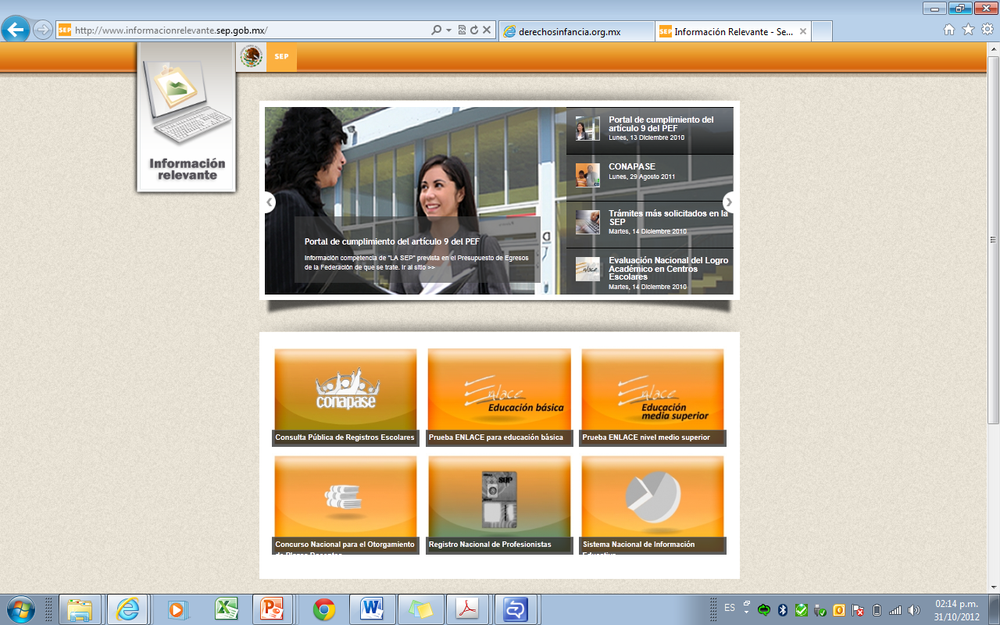 SEP http://www.informacionrelevante.sep.gob.mx/
derechosinfancia.org.mx
SEP Información Relevante - Se...
SEP
Información
relevante
Portal de cumplimiento del
artículo 9 del PEF
Lunes, 13 Diciembre 2010
CONAPASE
Lunes, 29 Agosto 2011
Trámites más solicitados en la
SEP
Martes, 14 Diciembre 2010
Enlace
Evaluación Nacional del Logro
Académico en Centros
Escolares
Martes, 14 Diciembre 2010
Portal de cumplimiento del artículo 9 del PEF
Información competencia de "LA SEP" prevista en el Presupuesto de Egresos
de la Federación de que se trate. Ir al sitio >>
conapase
Consulta Pública de Registros Escolares
Enlace
Educación básica
Prueba ENLACE para educación básica
Enlace
Educación
media superior
Prueba ENLACE nivel medio superior
Concurso Nacional para el Otorgamiento
de Plazas Docentes
SEP
Registro Nacional de Profesionistas
Sistema Nacional de Información
Educativa
ES
02:14 p.m.
31/10/2012